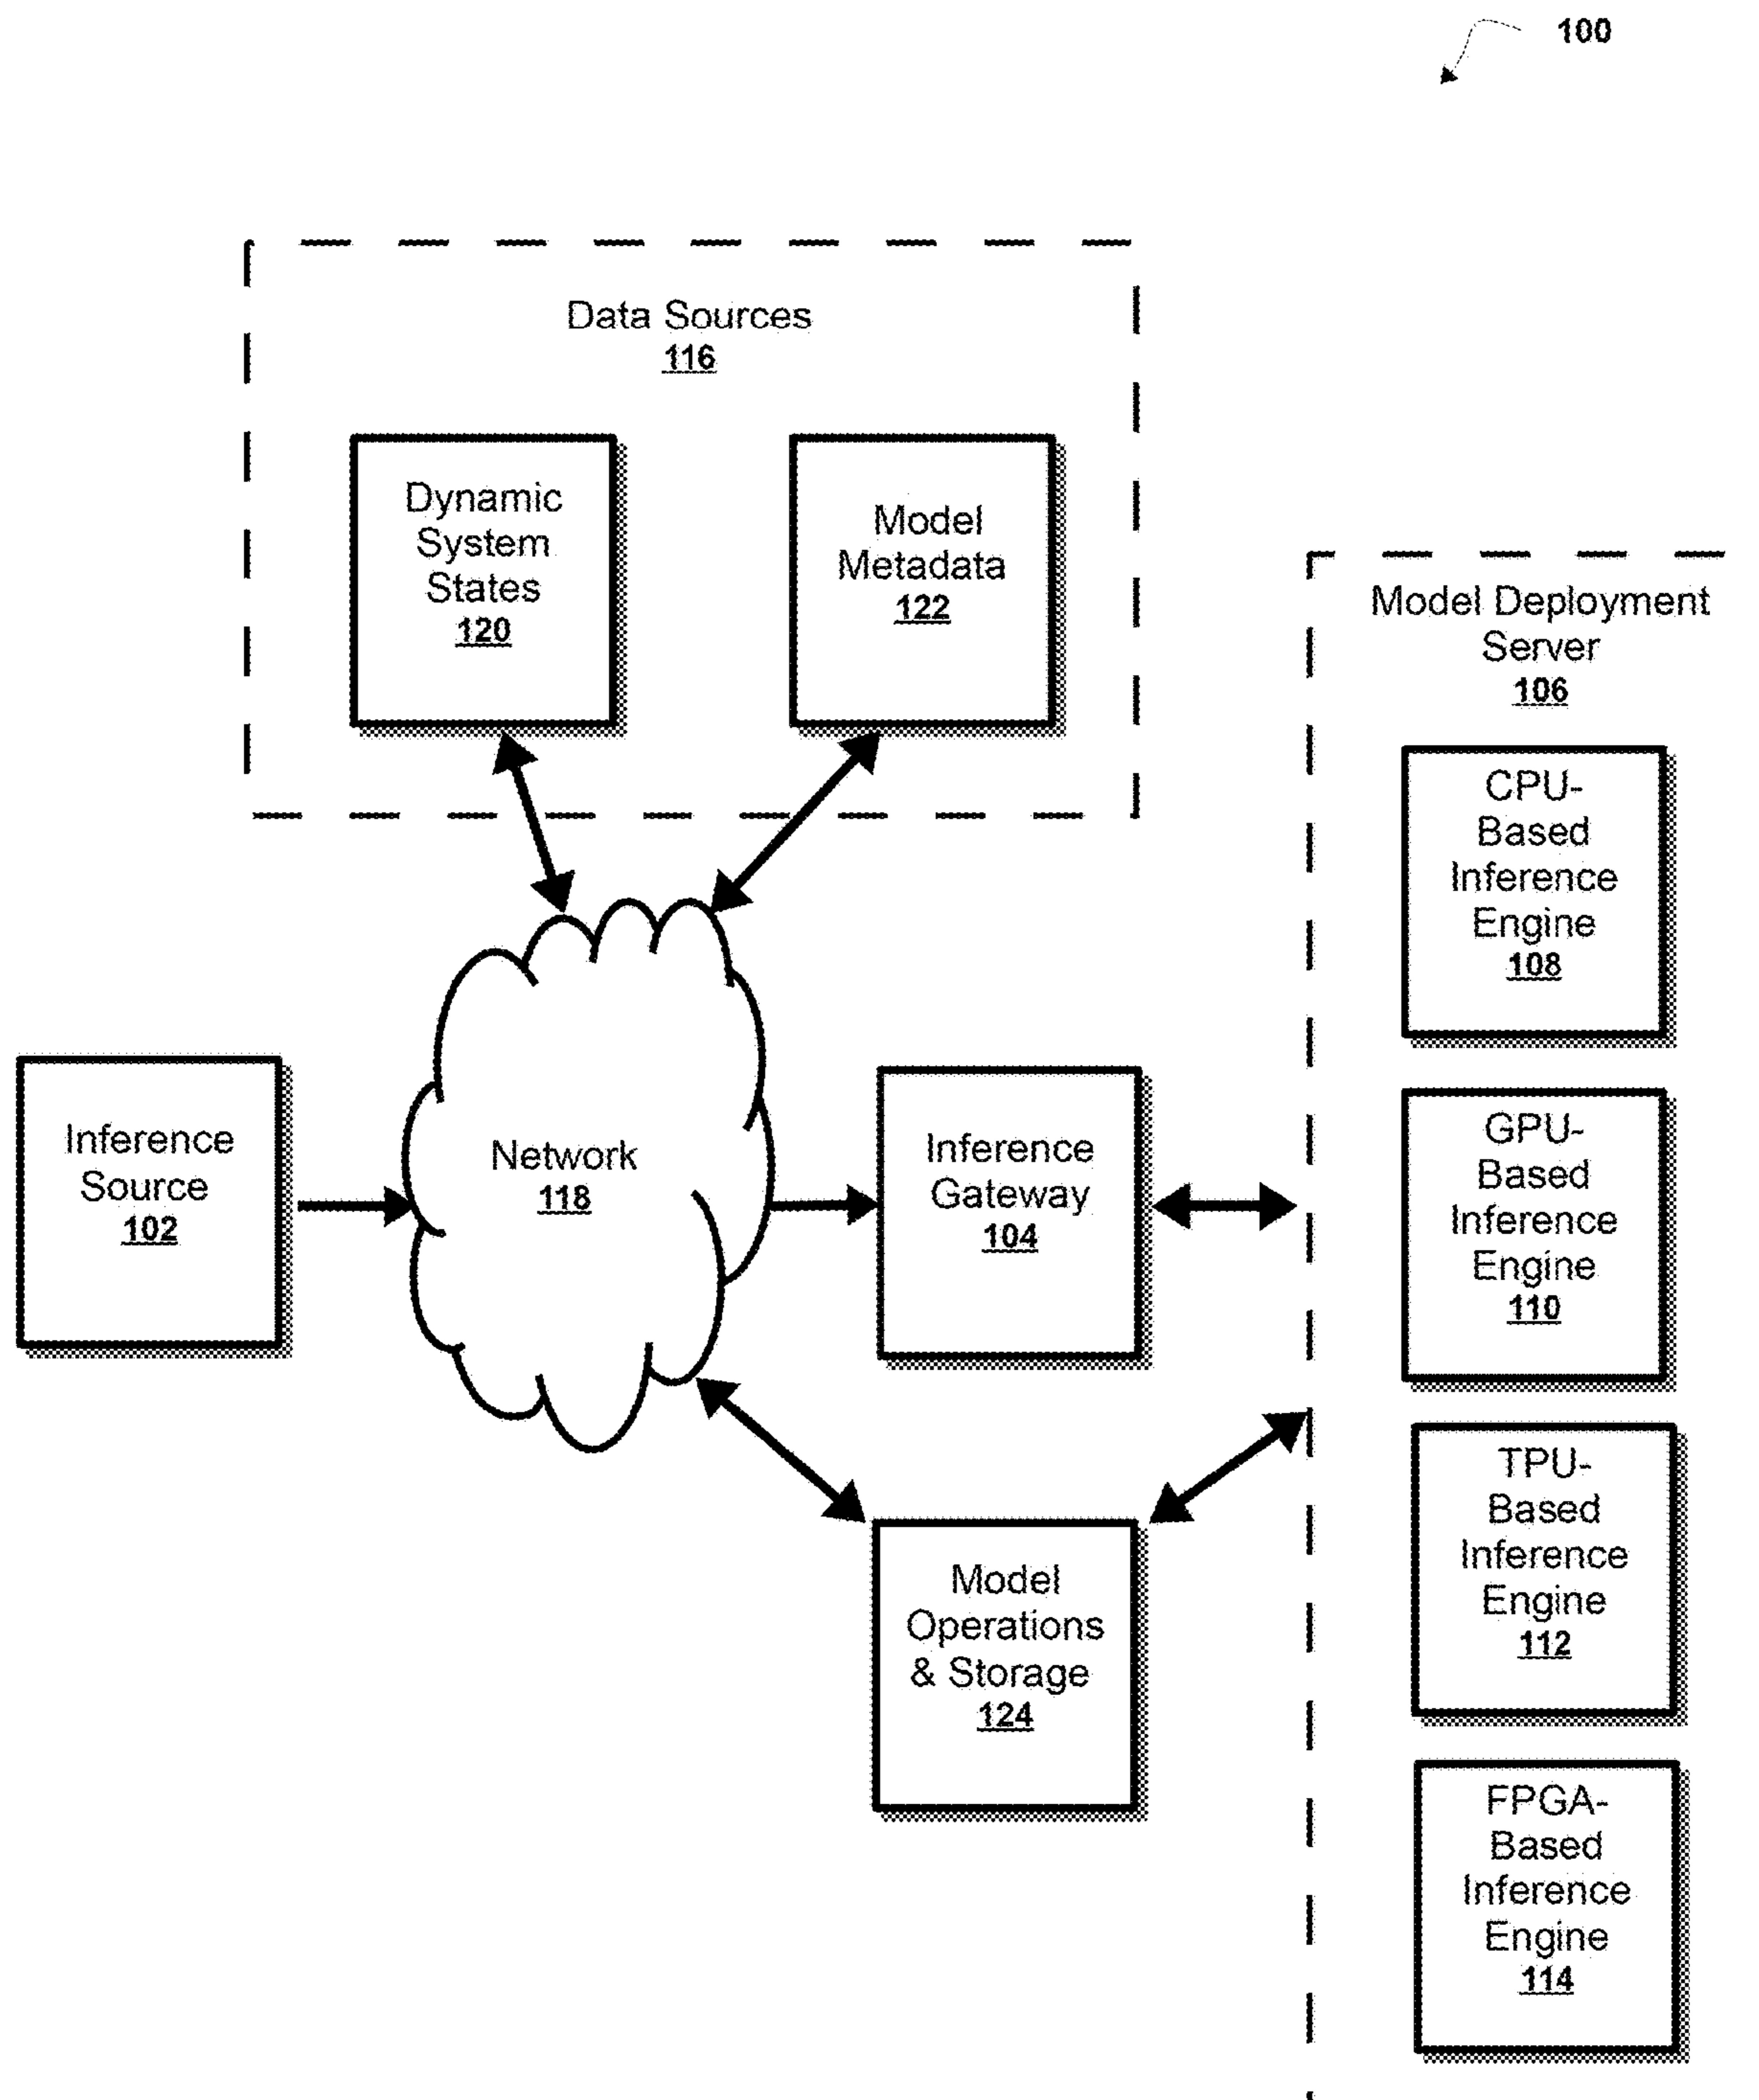 100
Data Sources
116
Dynamic
System
States
120
Model
Metadata
122
Model Deployment
Server
106
CPU-
Based
Inference
Engine
108
Inference
Source
102
Network
118
Inference
Gateway
104
GPU-
Based
Inference
Engine
110
Model
Operations
& Storage
124
TPU-
Based
Inference
Engine
112
FPGA-
Based
Inference
Engine
114